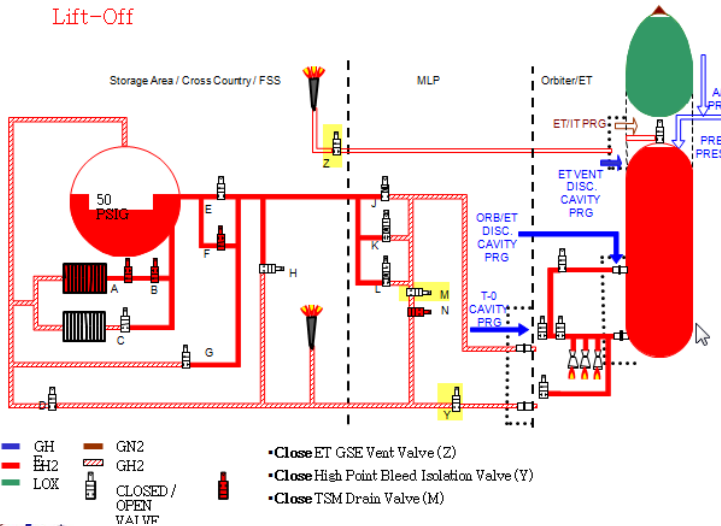 Lift-Off
Storage Area / Cross Country / FSS
MLP
Orbiter/ET
ET/IT PRG
Z
ET VENT
DISC.
CAVITY
PRG
50
PSIG
E
J
ORB/ET
DISC.
CAVITY
PRG
F
K
H
A
B
L
M
T-0
CAVITY
PRG
N
C
G
D
Y
GH
E
LH2
LOX
GN2
GH2
CLOSED /
OPEN
VALVE
▪Close ET GSE Vent Valve (Z)
▪Close High Point Bleed Isolation Valve (Y)
▪Close TSM Drain Valve (M)